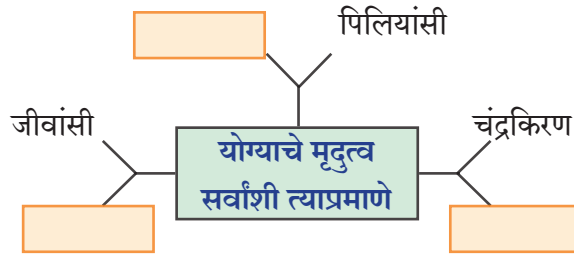 पिलियांसी
जीवांसी
चंद्रकिरण
योग्याचे मृदुत्व
सर्वांशी त्याप्रमाणे